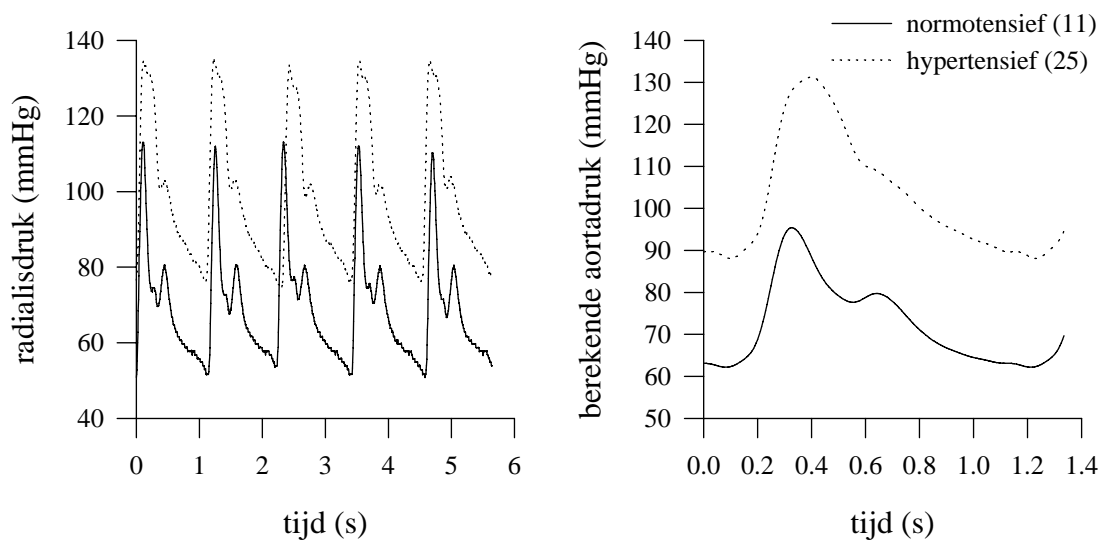 radialisdruk (mmHg)
140
120
100
80
60
40
0 1 2 3 4 5 6
tijd (s)
berekende aortadruk (mmHg)
140
130
120
110
100
90
80
70
60
50
0.0 0.2 0.4 0.6 0.8 1.0 1.2 1.4
tijd (s)
normotensief (11)
hypertensief (25)